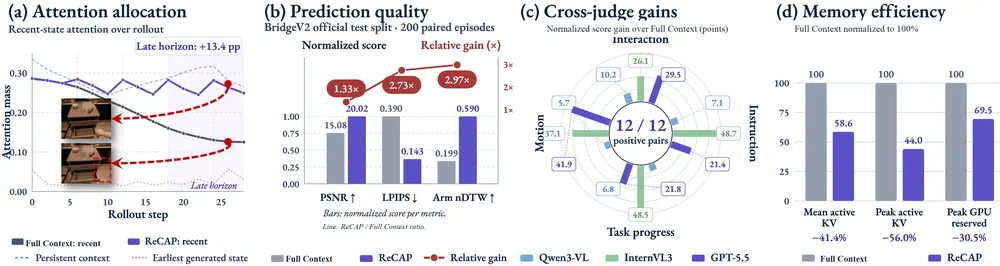 (a) Attention allocation
Recent-state attention over rollout
Late horizon: +13.4 pp
Attention mass
0.30
0.20
0.10
0.00
Late horizon
0
5
10
15
20
25
Rollout step
Full Context: recent
ReCAP: recent
Persistent context
Earliest generated state
(b) Prediction quality
BridgeV2 official test split · 200 paired episodes
Normalized score
Relative gain (×)
3×
2×
1×
1.33×
2.73×
2.97×
1.00
0.75
0.50
0.25
0.00
15.08
20.02
0.390
0.143
0.199
0.590
PSNR ↑
LPIPS ↓
Arm nDTW ↑
Bars: normalized score per metric.
Line: ReCAP / Full Context ratio.
Full Context
ReCAP
Relative gain
(c) Cross-judge gains
Normalized score gain over Full Context (points)
Interaction
26.1
10.2
29.5
5.7
7.1
Motion
37.1
12 / 12
positive pairs
48.7
Instruction
41.9
21.4
6.8
21.8
48.5
Task progress
Qwen3-VL
InternVL3
GPT-5.5
(d) Memory efficiency
Full Context normalized to 100%
100
75
50
25
0
100
58.6
100
44.0
100
69.5
Mean active
KV
−41.4%
Peak active
KV
−56.0%
Peak GPU
reserved
−30.5%
Full Context
ReCAP